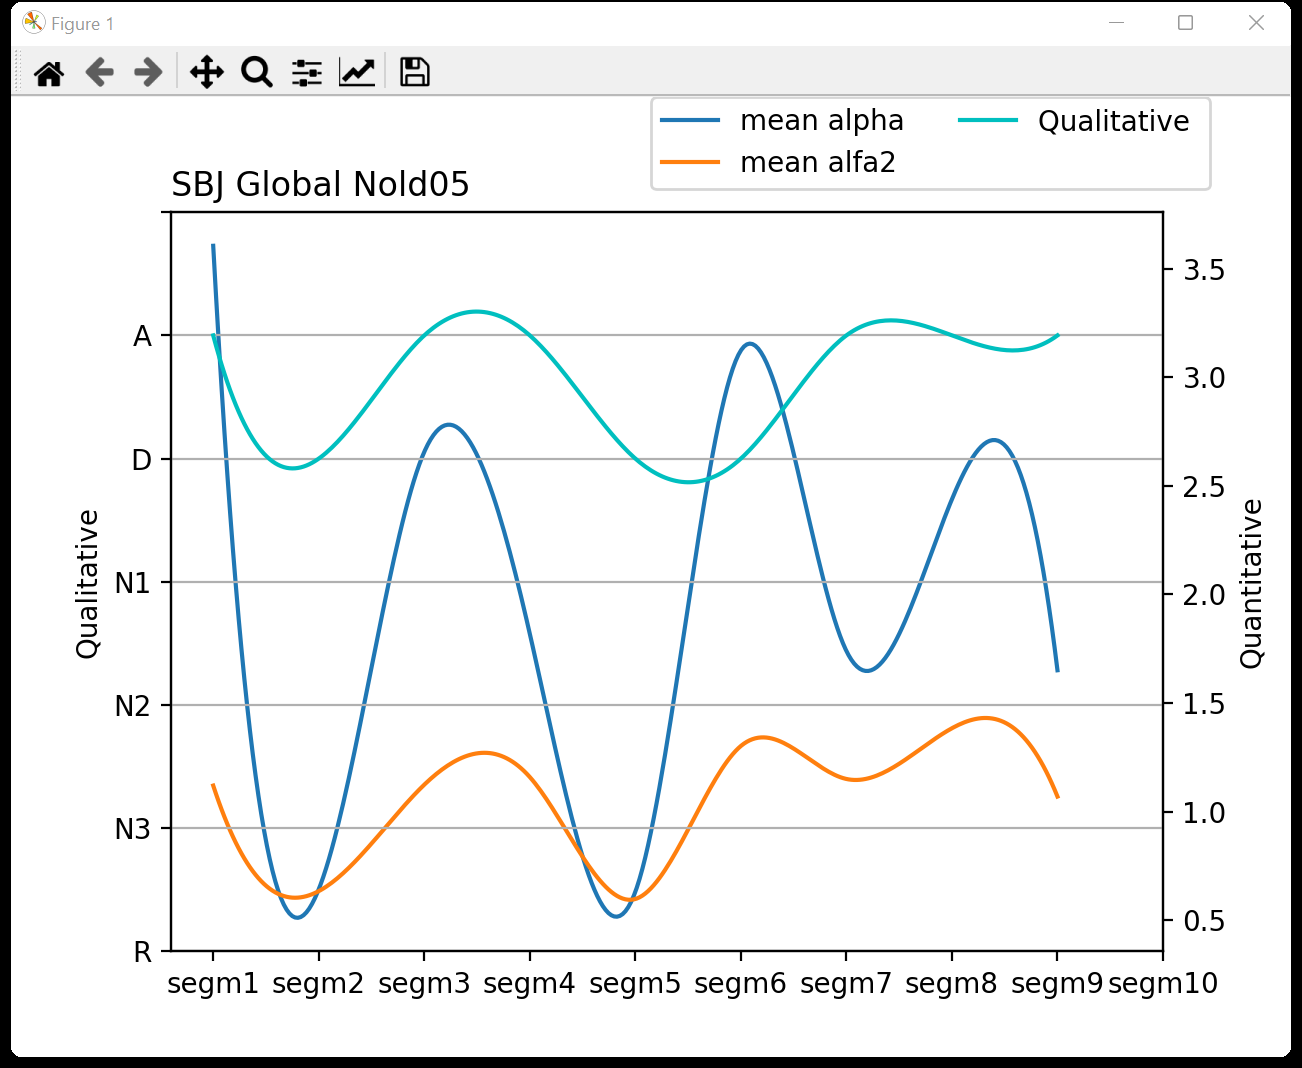 Figure 1
mean alpha
Qualitative
mean alfa2
SBJ Global Nold05
A
D
N1
N2
N3
R
Qualitative
3.5
3.0
2.5
2.0
1.5
1.0
0.5
Quantitative
segm1 segm2 segm3 segm4 segm5 segm6 segm7 segm8 segm9 segm10